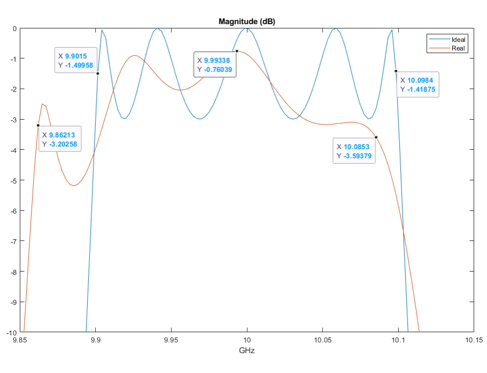 Magnitude (dB)
Ideal
Real
X 9.9015
Y -1.49958
X 9.99338
Y -0.76039
X 10.0984
Y -1.41875
X 9.86213
Y -3.20258
X 10.0853
Y -3.59379
0
-1
-2
-3
-4
-5
-6
-7
-8
-9
-10
9.85
9.9
9.95
10
10.05
10.1
10.15
GHz